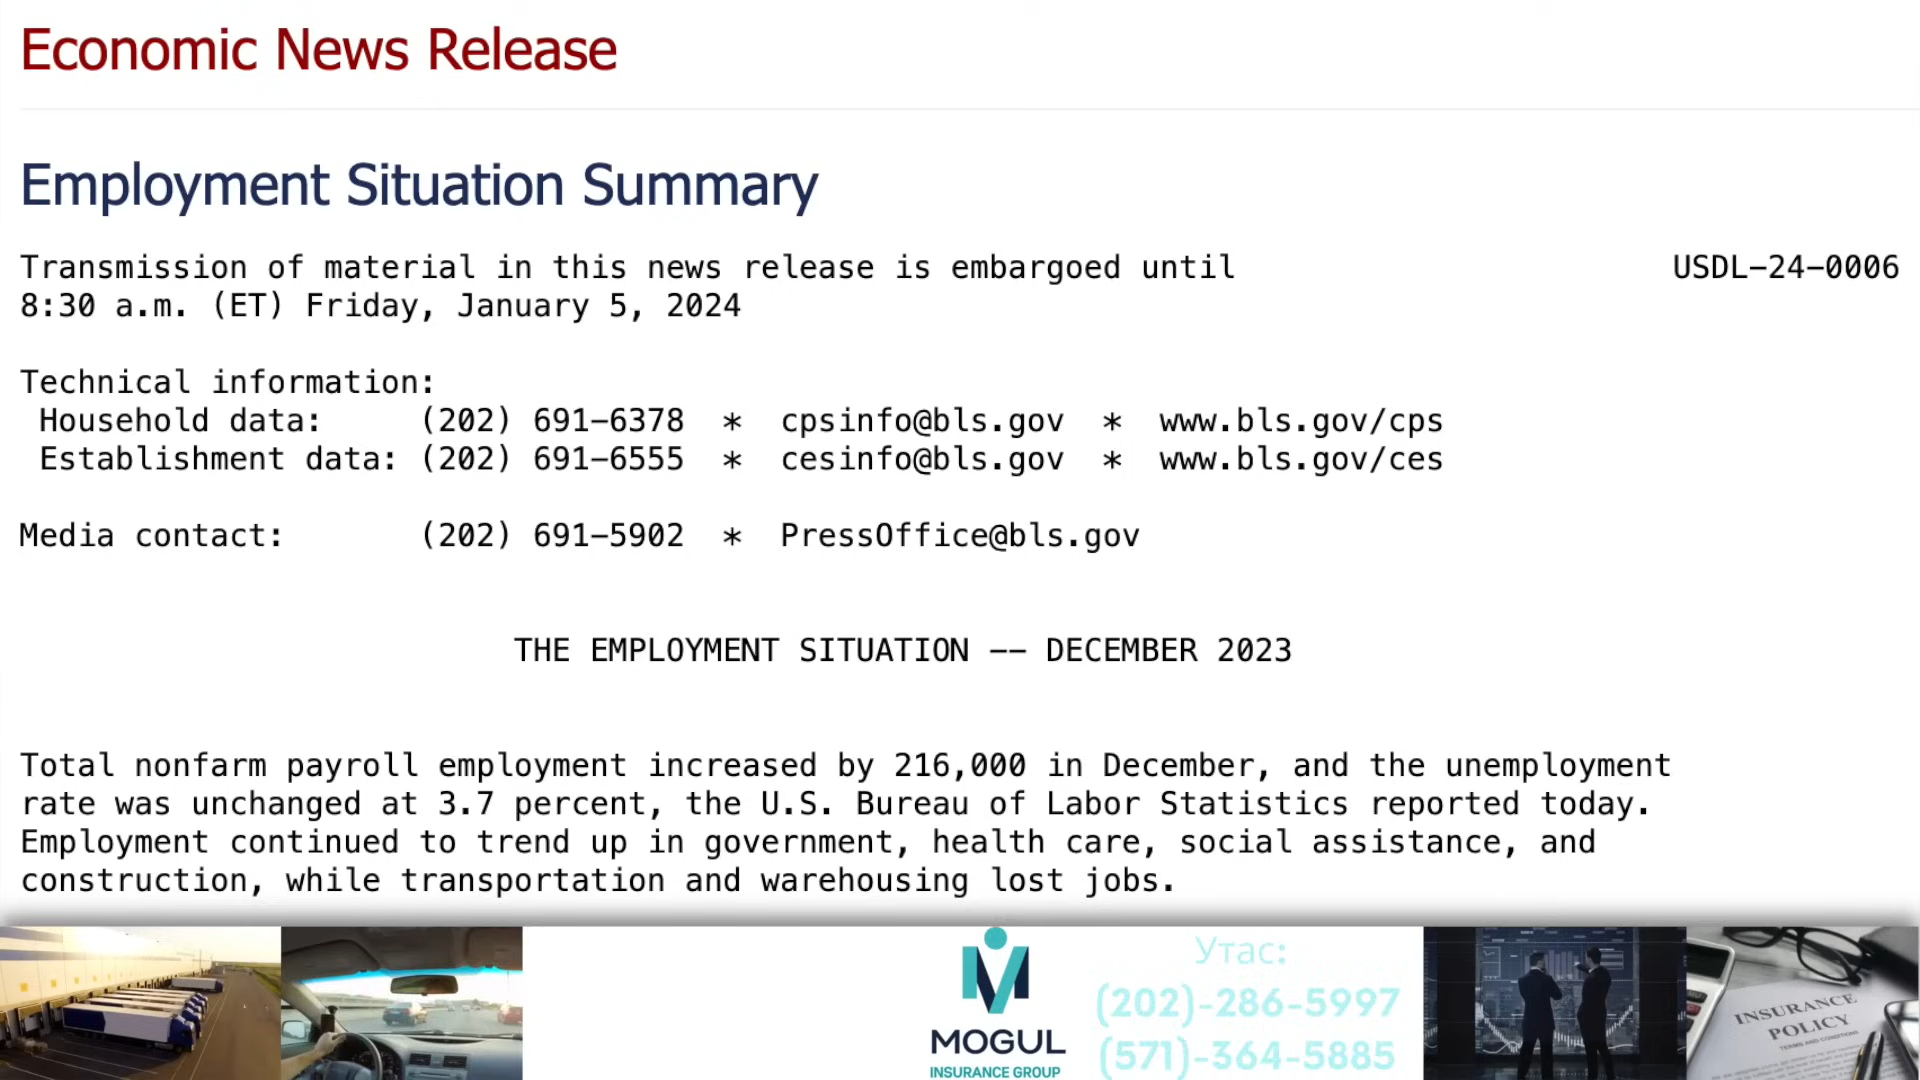 Economic News Release
Employment Situation Summary
Transmission of material in this news release is embargoed until USDL-24-0006
8:30 a.m. (ET) Friday, January 5, 2024
Technical information:
Household data: (202) 691-6378 * cpsinfo@bls.gov * www.bls.gov/cps
Establishment data: (202) 691-6555 * cesinfo@bls.gov * www.bls.gov/ces
Media contact: (202) 691-5902 * PressOffice@bls.gov
THE EMPLOYMENT SITUATION -- DECEMBER 2023
Total nonfarm payroll employment increased by 216,000 in December, and the unemployment
rate was unchanged at 3.7 percent, the U.S. Bureau of Labor Statistics reported today.
Employment continued to trend up in government, health care, social assistance, and
construction, while transportation and warehousing lost jobs.
MOGUL
INSURANCE GROUP
Утас:
(202)-286-5997
(571)-364-5885
INSURANCE
POLICY
TERMS AND CONDITIONS